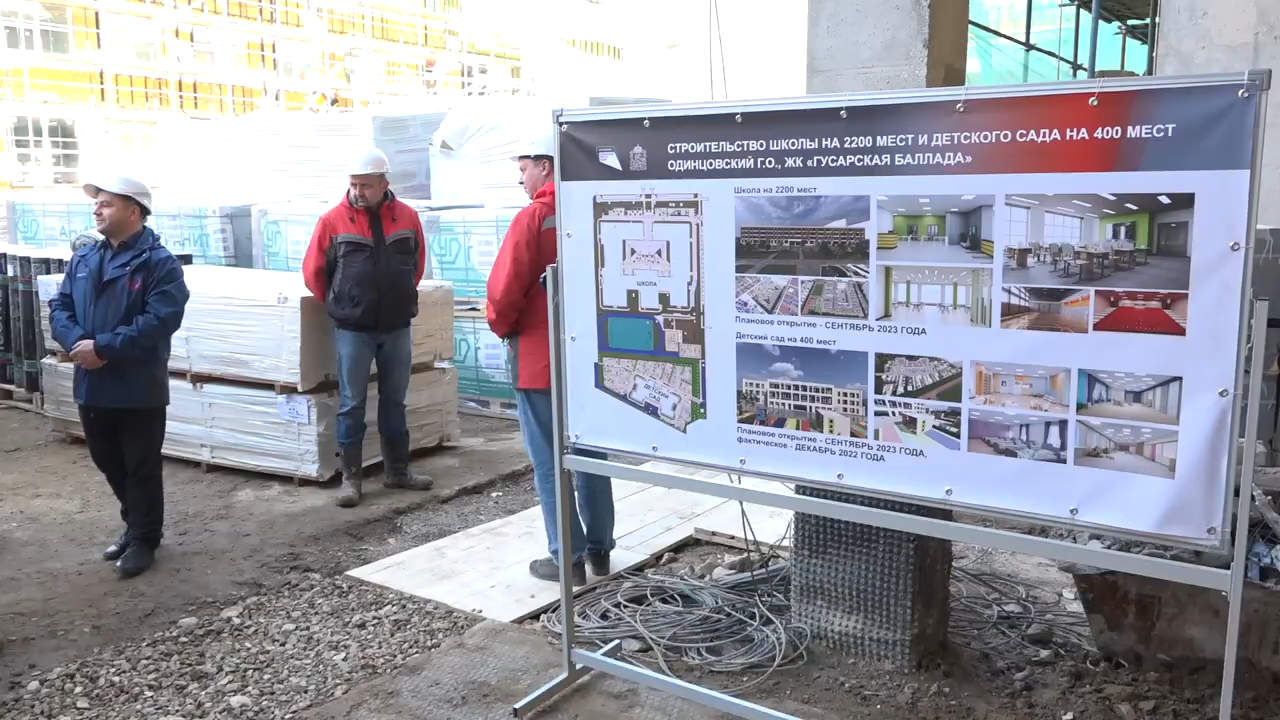 СТРОИТЕЛЬСТВО ШКОЛЫ НА 2200 МЕСТ И ДЕТСКОГО САДА НА 400 МЕСТ
ОДИНЦОВСКИЙ Г.О., ЖК «ГУСАРСКАЯ БАЛЛАДА»
Школа на 2200 мест
ШКОЛА
Плановое открытие - СЕНТЯБРЬ 2023 ГОДА
Детский сад на 400 мест
ДЕТСКИЙ
САД
Плановое открытие - СЕНТЯБРЬ 2023 ГОДА,
фактическое - ДЕКАБРЬ 2022 ГОДА